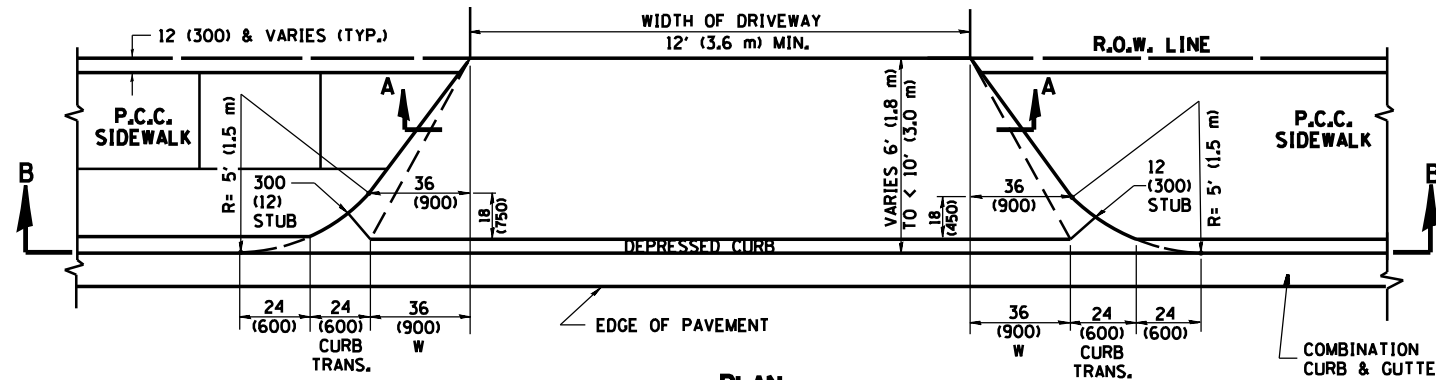 12 (300) & VARIES (TYP.)
WIDTH OF DRIVEWAY
12' (3.6 m) MIN.
R.O.W. LINE
P.C.C.
SIDEWALK
A
A
P.C.C.
SIDEWALK
B
B
R= 5' (1.5 m)
300
(12)
STUB
36
(900)
18
(750)
VARIES 6' (1.8 m)
TO < 10' (3.0 m)
36
(900)
18
(450)
12
(300)
STUB
R= 5' (1.5 m)
DEPRESSED CURB
24
(600)
24
(600)
CURB
TRANS.
36
(900)
W
EDGE OF PAVEMENT
36
(900)
W
24
(600)
CURB
TRANS.
24
(600)
COMBINATION
CURB & GUTTE